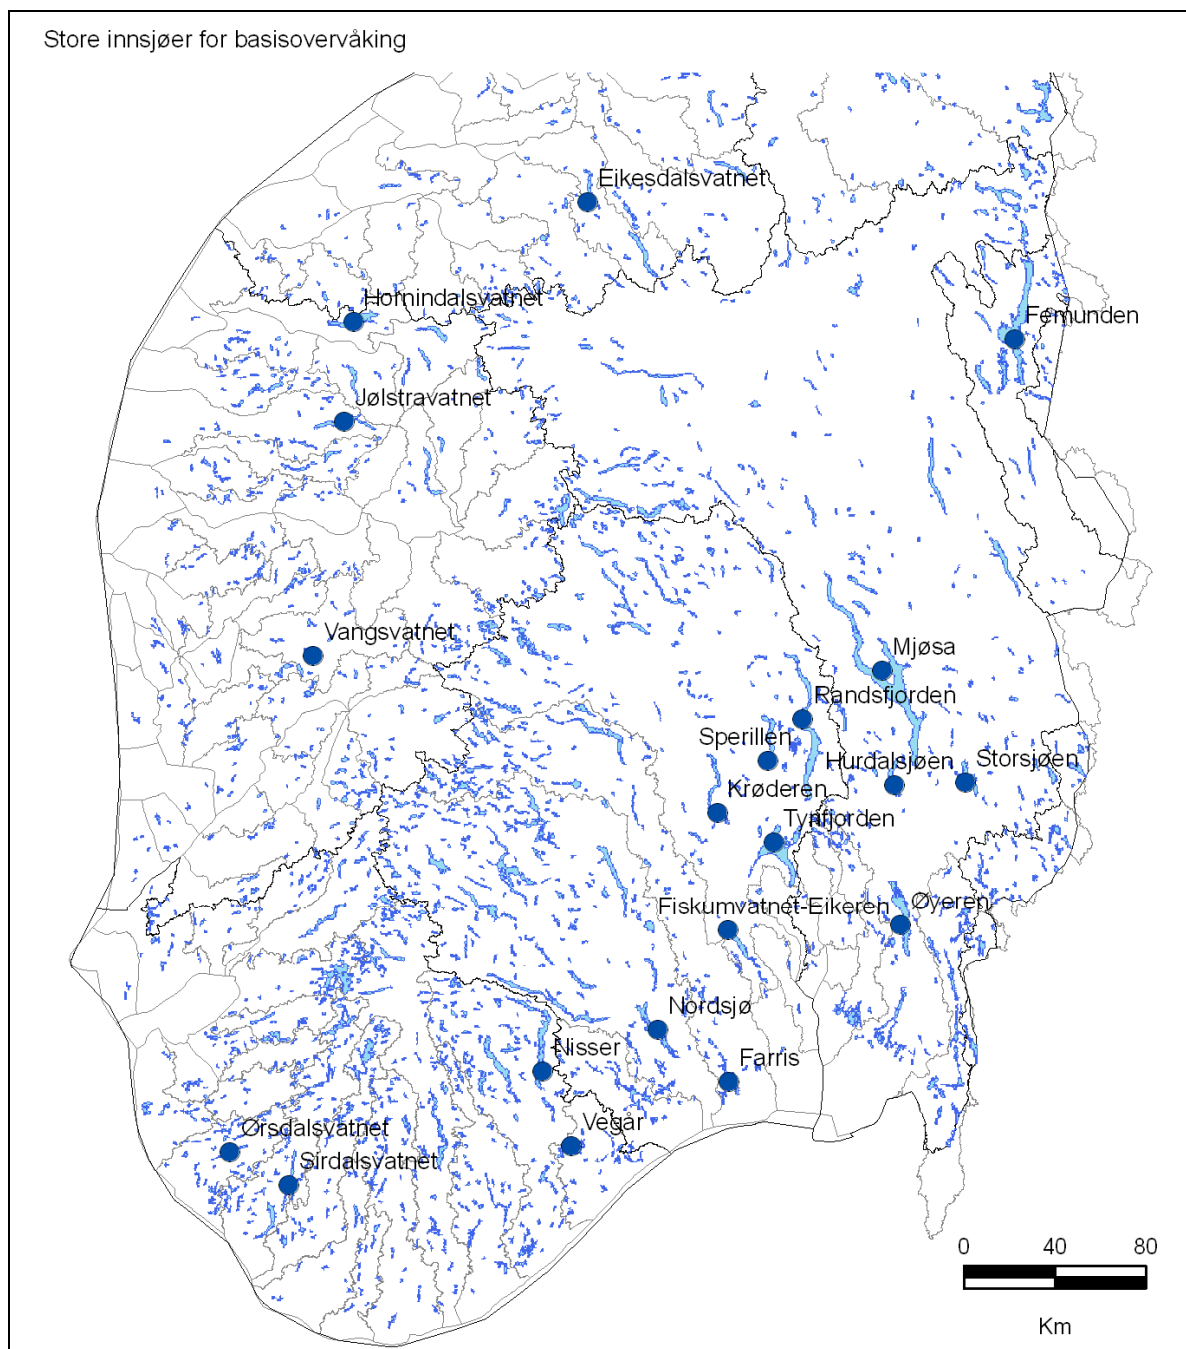 Store innsjøer for basisovervåking
Eikesdalsvatnet
Hornindalsvatnet
Femunden
Jølstravatnet
Vangsvatnet
Mjøsa
Randsfjorden
Sperillen
Hurdalsjøen
Storsjøen
Krøderen
Tyrifjorden
Fiskumvatnet-Eikeren
Øyeren
Nordsjø
Nisser
Farris
Vegår
Ørsdalsvatnet
Sirdalsvatnet
0 40 80
Km